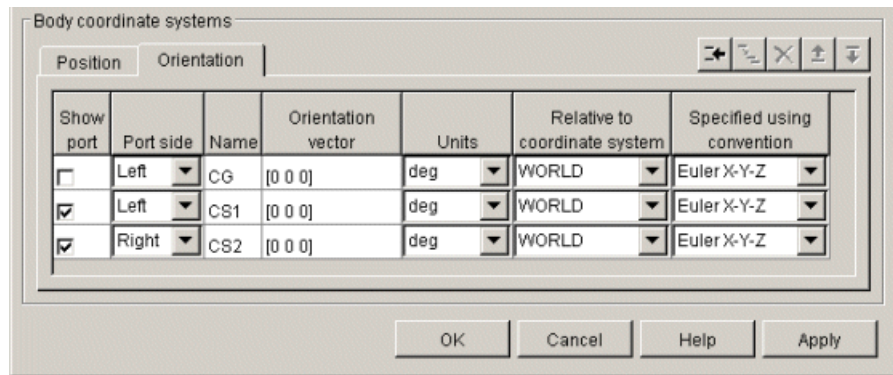 Body coordinate systems
Position Orientation
Show port Port side Name Orientation vector Units Relative to coordinate system Specified using convention
Left CG [0 0 0] deg WORLD Euler X-Y-Z
Left CS1 [0 0 0] deg WORLD Euler X-Y-Z
Right CS2 [0 0 0] deg WORLD Euler X-Y-Z
OK Cancel Help Apply